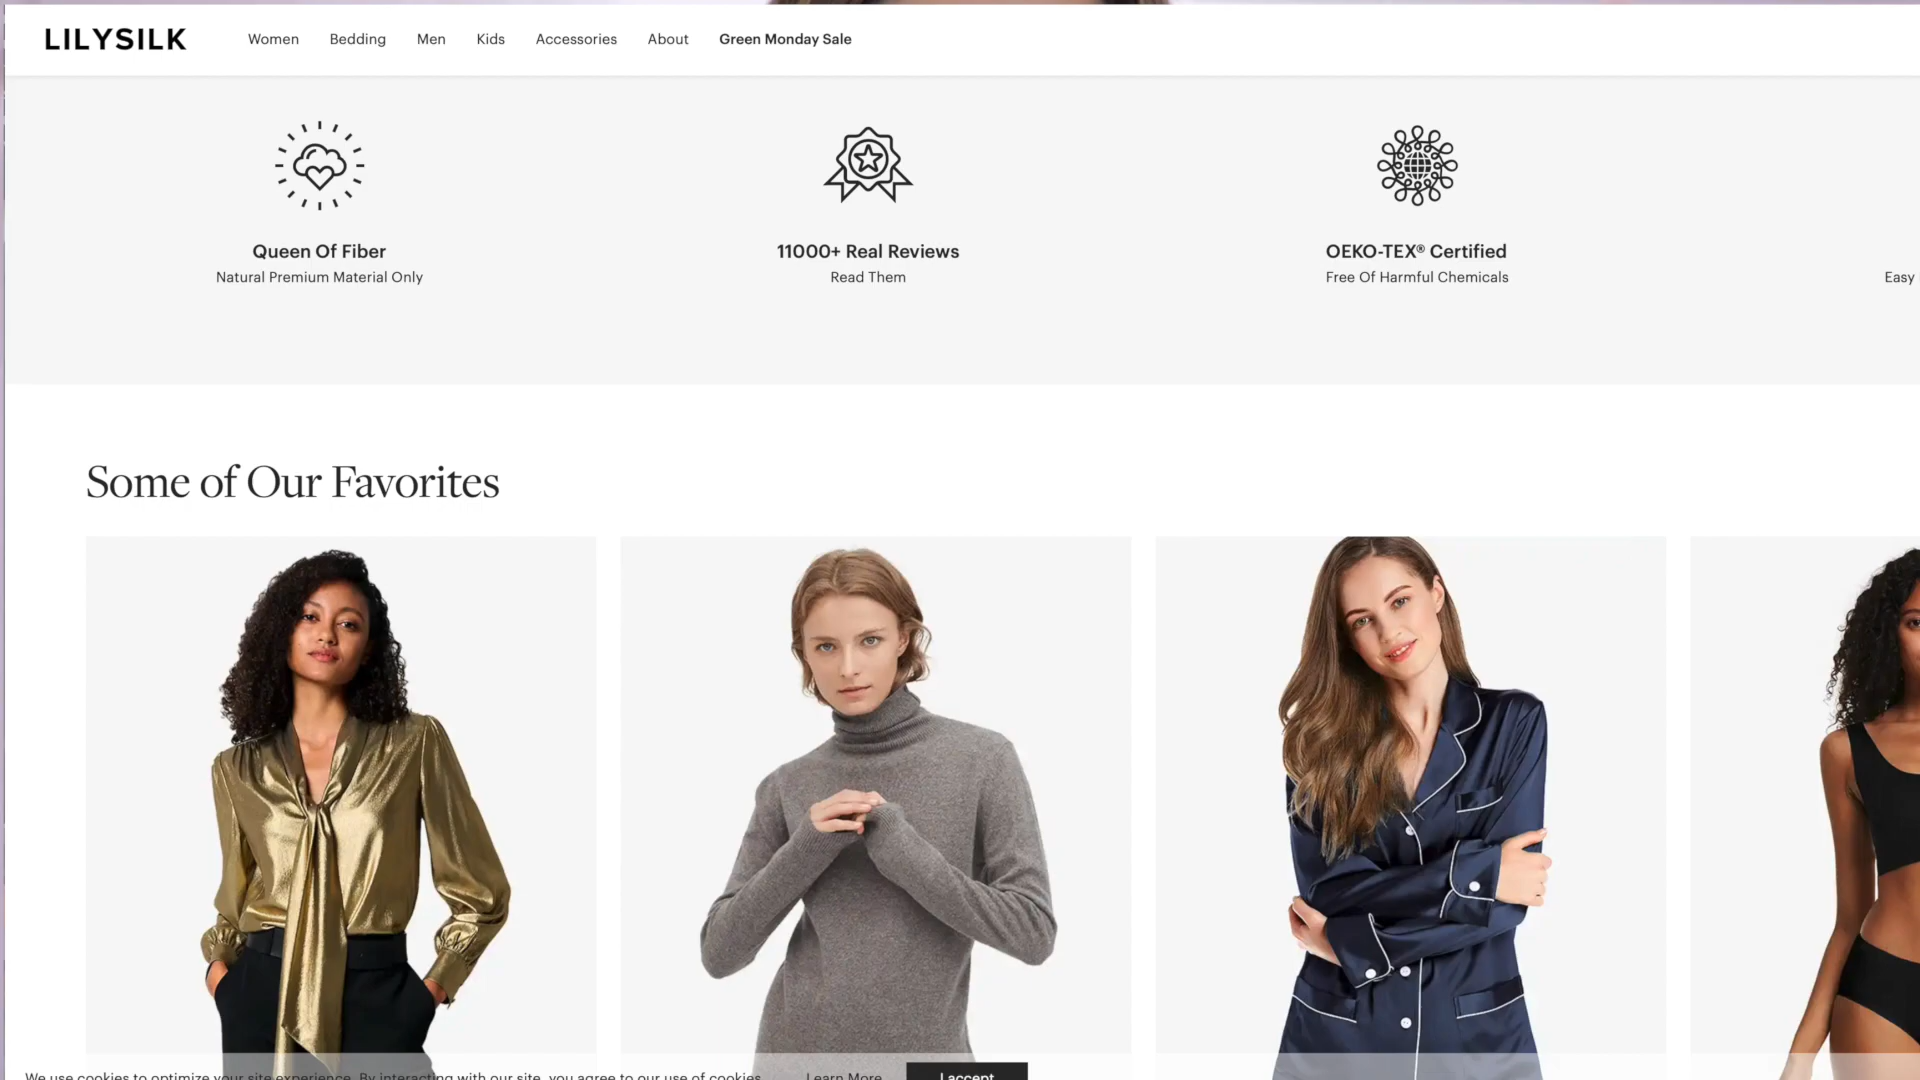 LILYSILK
Women Bedding Men Kids Accessories About Green Monday Sale
Queen Of Fiber
Natural Premium Material Only
11000+ Real Reviews
Read Them
OEKO-TEX® Certified
Free Of Harmful Chemicals
Easy
Some of Our Favorites
We use cookies to optimize your site experience. By interacting with our site, you agree to our use of cookies. Learn More I accept